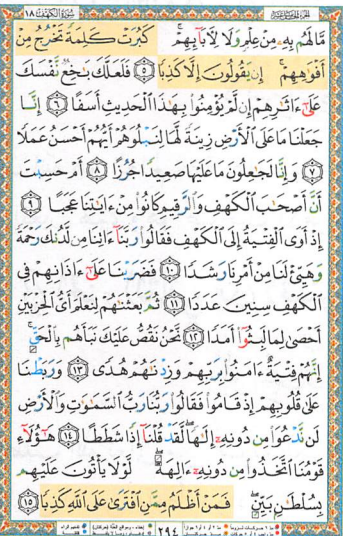 سُورَةُ الكَهْفِ ١٨
مَّا لَهُم بِهِۦ مِنْ عِلْمٍ وَلَا لِـَٔابَآئِهِمْ ۚ كَبُرَتْ كَلِمَةً تَخْرُجُ مِنْ
أَفْوَٰهِهِمْ ۚ إِن يَقُولُونَ إِلَّا كَذِبًا ٥ فَلَعَلَّكَ بَٰخِعٌ نَّفْسَكَ
عَلَىٰٓ ءَاثَٰرِهِمْ إِن لَّمْ يُؤْمِنُوا۟ بِهَٰذَا ٱلْحَدِيثِ أَسَفًا ٦ إِنَّا
جَعَلْنَا مَا عَلَى ٱلْأَرْضِ زِينَةً لَّهَا لِنَبْلُوَهُمْ أَيُّهُمْ أَحْسَنُ عَمَلًا
٧ وَإِنَّا لَجَٰعِلُونَ مَا عَلَيْهَا صَعِيدًا جُرُزًا ٨ أَمْ حَسِبْتَ
أَنَّ أَصْحَٰبَ ٱلْكَهْفِ وَٱلرَّقِيمِ كَانُوا۟ مِنْ ءَايَٰتِنَا عَجَبًا ٩
إِذْ أَوَى ٱلْفِتْيَةُ إِلَى ٱلْكَهْفِ فَقَالُوا۟ رَبَّنَآ ءَاتِنَا مِن لَّدُنكَ رَحْمَةً
وَهَيِّئْ لَنَا مِنْ أَمْرِنَا رَشَدًا ١٠ فَضَرَبْنَا عَلَىٰٓ ءَاذَانِهِمْ فِى
ٱلْكَهْفِ سِنِينَ عَدَدًا ١١ ثُمَّ بَعَثْنَٰهُمْ لِنَعْلَمَ أَىُّ ٱلْحِزْبَيْنِ
أَحْصَىٰ لِمَا لَبِثُوٓا۟ أَمَدًا ١٢ نَّحْنُ نَقُصُّ عَلَيْكَ نَبَأَهُم بِٱلْحَقِّ ۚ
إِنَّهُمْ فِتْيَةٌ ءَامَنُوا۟ بِرَبِّهِمْ وَزِدْنَٰهُمْ هُدًى ١٣ وَرَبَطْنَا
عَلَىٰ قُلُوبِهِمْ إِذْ قَامُوا۟ فَقَالُوا۟ رَبُّنَا رَبُّ ٱلسَّمَٰوَٰتِ وَٱلْأَرْضِ
لَن نَّدْعُوَا۟ مِن دُونِهِۦٓ إِلَٰهًا ۖ لَّقَدْ قُلْنَآ إِذًا شَطَطًا ١٤ هَٰٓؤُلَآءِ
قَوْمُنَا ٱتَّخَذُوا۟ مِن دُونِهِۦٓ ءَالِهَةً ۖ لَّوْلَا يَأْتُونَ عَلَيْهِم
بِسُلْطَٰنٍۭ بَيِّنٍ ۖ فَمَنْ أَظْلَمُ مِمَّنِ ٱفْتَرَىٰ عَلَى ٱللَّهِ كَذِبًا ١٥
٢٩٤